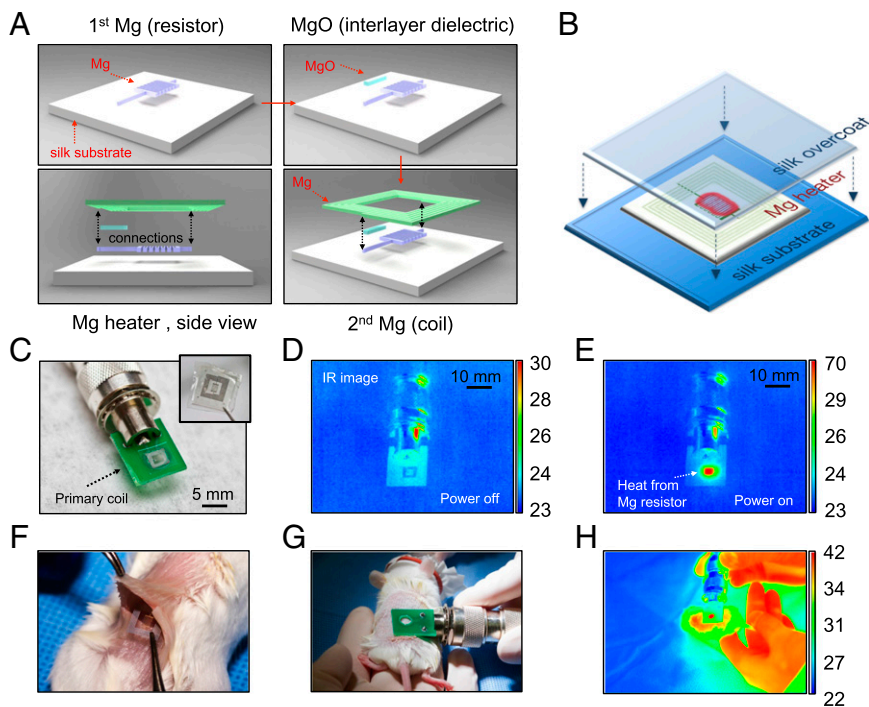 A
1st Mg (resistor)
MgO (interlayer dielectric)
B
Mg
silk substrate
MgO
connections
Mg
Mg heater , side view
2nd Mg (coil)
silk overcoat
Mg heater
silk substrate
C
Primary coil
5 mm
D
IR image
10 mm
Power off
30
28
26
24
23
E
10 mm
Heat from
Mg resistor
Power on
70
28
26
24
23
F
G
H
42
34
31
27
22